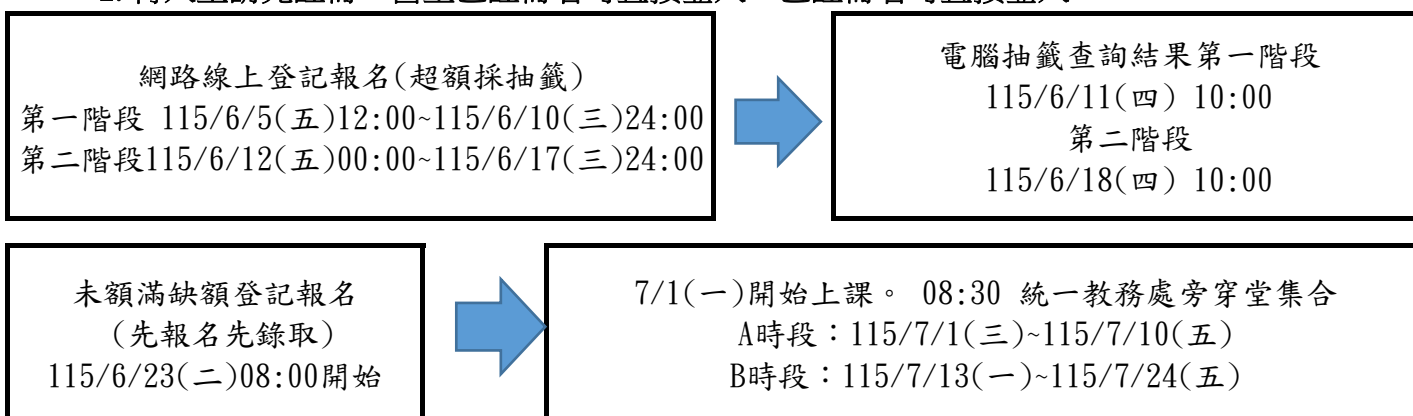 網路線上登記報名(超額採抽籤)
第一階段 115/6/5(五)12:00~115/6/10(三)24:00
第二階段115/6/12(五)00:00~115/6/17(三)24:00
電腦抽籤查詢結果第一階段
115/6/11(四) 10:00
第二階段
115/6/18(四) 10:00
未額滿缺額登記報名
(先報名先錄取)
115/6/23(二)08:00開始
7/1(一)開始上課。 08:30 統一教務處旁穿堂集合
A時段：115/7/1(三)~115/7/10(五)
B時段：115/7/13(一)~115/7/24(五)